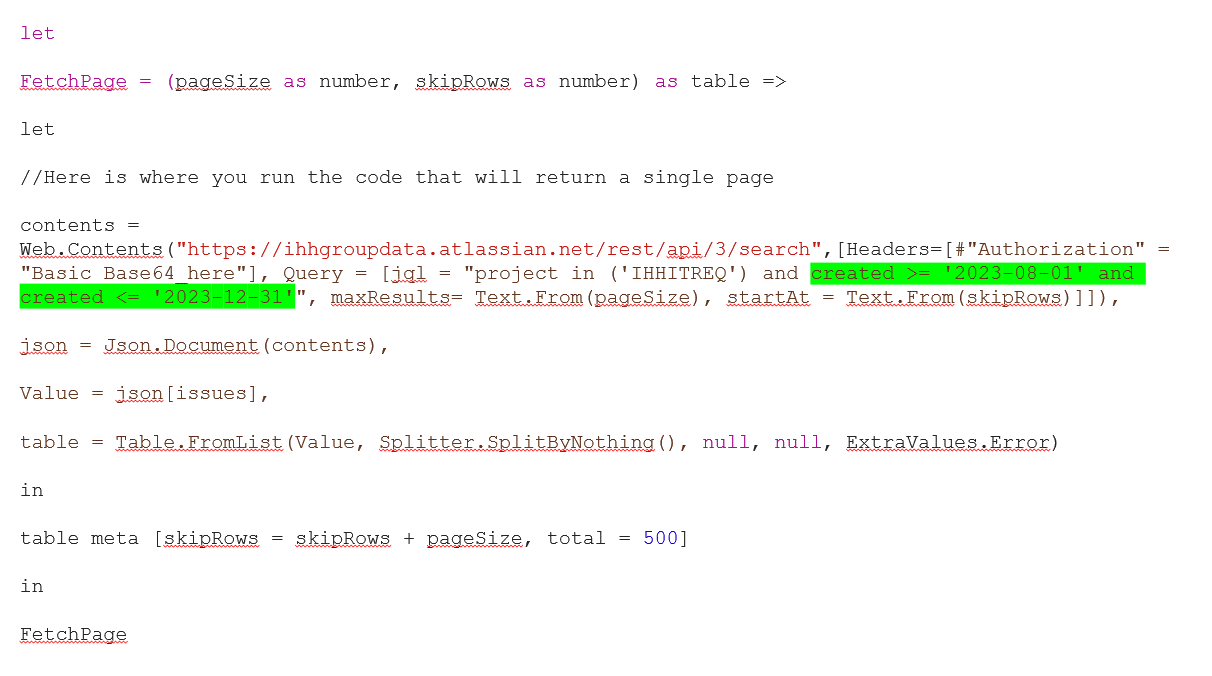 let
FetchPage = (pageSize as number, skipRows as number) as table =>
let
//Here is where you run the code that will return a single page
contents =
Web.Contents("https://ihhgroupdata.atlassian.net/rest/api/3/search",[Headers=[#"Authorization" =
"Basic Base64_here"], Query = [jql = "project in ('IHHITREQ') and created >= '2023-08-01' and
created <= '2023-12-31'", maxResults= Text.From(pageSize), startAt = Text.From(skipRows)]]),
json = Json.Document(contents),
Value = json[issues],
table = Table.FromList(Value, Splitter.SplitByNothing(), null, null, ExtraValues.Error)
in
table meta [skipRows = skipRows + pageSize, total = 500]
in
FetchPage